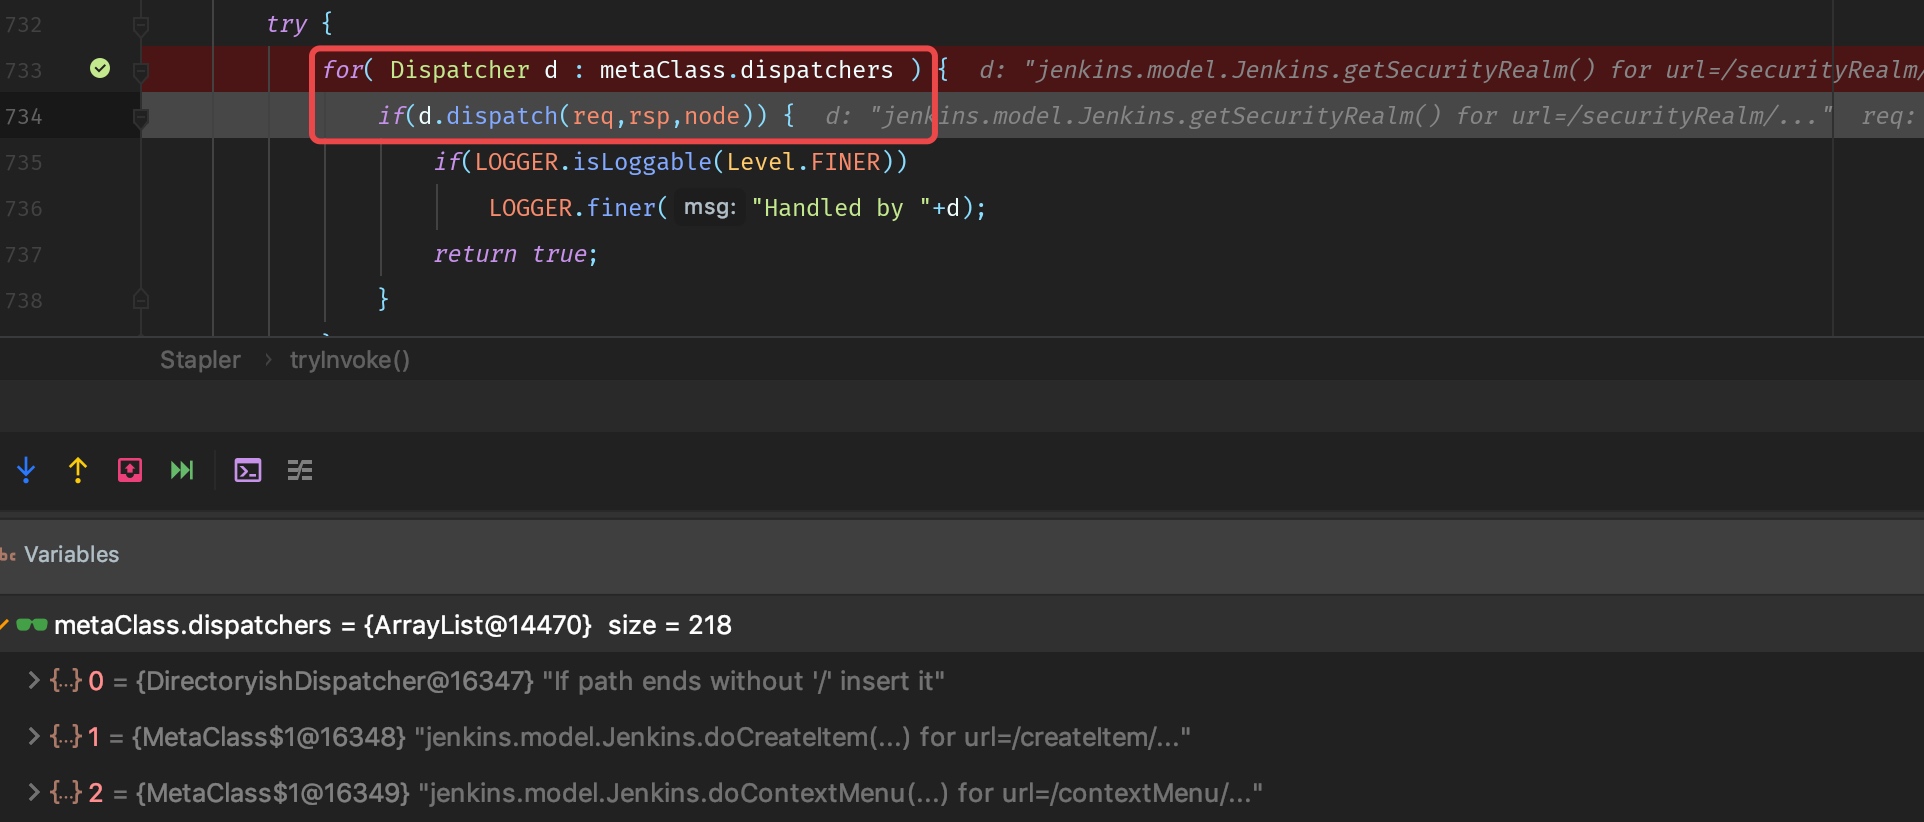 732 try {
733 for( Dispatcher d : metaClass.dispatchers ) { d: "jenkins.model.Jenkins.getSecurityRealm() for url=/securityRealm/
734 if(d.dispatch(req,rsp,node)) { d: "jenkins.model.Jenkins.getSecurityRealm() for url=/securityRealm/..." req:
735 if(LOGGER.isLoggable(Level.FINER))
736 LOGGER.finer( msg: "Handled by "+d);
737 return true;
738 }
Stapler › tryInvoke()
Variables
metaClass.dispatchers = {ArrayList@14470} size = 218
{...} 0 = {DirectoryishDispatcher@16347} "If path ends without '/' insert it"
{...} 1 = {MetaClass$1@16348} "jenkins.model.Jenkins.doCreateItem(...) for url=/createItem/..."
{...} 2 = {MetaClass$1@16349} "jenkins.model.Jenkins.doContextMenu(...) for url=/contextMenu/..."